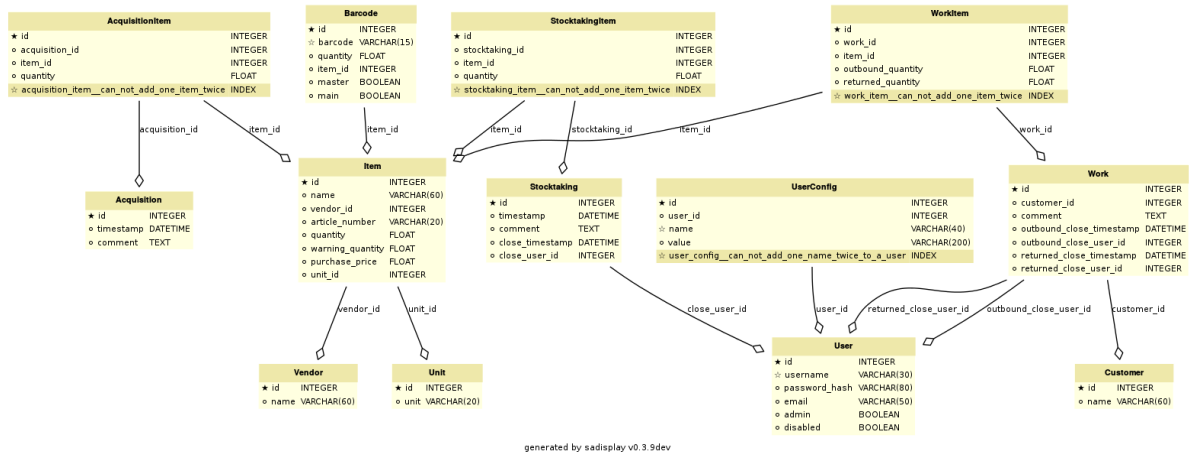 AcquisitionItem
★ id INTEGER
acquisition_id INTEGER
item_id INTEGER
quantity FLOAT
☆ acquisition_item__can_not_add_one_item_twice INDEX
Barcode
★ id INTEGER
☆ barcode VARCHAR(15)
quantity FLOAT
item_id INTEGER
master BOOLEAN
main BOOLEAN
StocktakingItem
★ id INTEGER
stocktaking_id INTEGER
item_id INTEGER
quantity FLOAT
☆ stocktaking_item__can_not_add_one_item_twice INDEX
WorkItem
★ id INTEGER
work_id INTEGER
item_id INTEGER
outbound_quantity FLOAT
returned_quantity FLOAT
☆ work_item__can_not_add_one_item_twice INDEX
acquisition_id
item_id
item_id
item_id
stocktaking_id
item_id
work_id
Acquisition
★ id INTEGER
timestamp DATETIME
comment TEXT
Item
★ id INTEGER
name VARCHAR(60)
vendor_id INTEGER
article_number VARCHAR(20)
quantity FLOAT
warning_quantity FLOAT
purchase_price FLOAT
unit_id INTEGER
Stocktaking
★ id INTEGER
timestamp DATETIME
comment TEXT
close_timestamp DATETIME
close_user_id INTEGER
UserConfig
★ id INTEGER
user_id INTEGER
☆ name VARCHAR(40)
value VARCHAR(200)
☆ user_config__can_not_add_one_name_twice_to_a_user INDEX
Work
★ id INTEGER
customer_id INTEGER
comment TEXT
outbound_close_timestamp DATETIME
outbound_close_user_id INTEGER
returned_close_timestamp DATETIME
returned_close_user_id INTEGER
vendor_id
unit_id
close_user_id
user_id
returned_close_user_id
outbound_close_user_id
customer_id
Vendor
★ id INTEGER
name VARCHAR(60)
Unit
★ id INTEGER
unit VARCHAR(20)
User
★ id INTEGER
☆ username VARCHAR(30)
password_hash VARCHAR(80)
email VARCHAR(50)
admin BOOLEAN
disabled BOOLEAN
Customer
★ id INTEGER
name VARCHAR(60)
generated by sadisplay v0.3.9dev